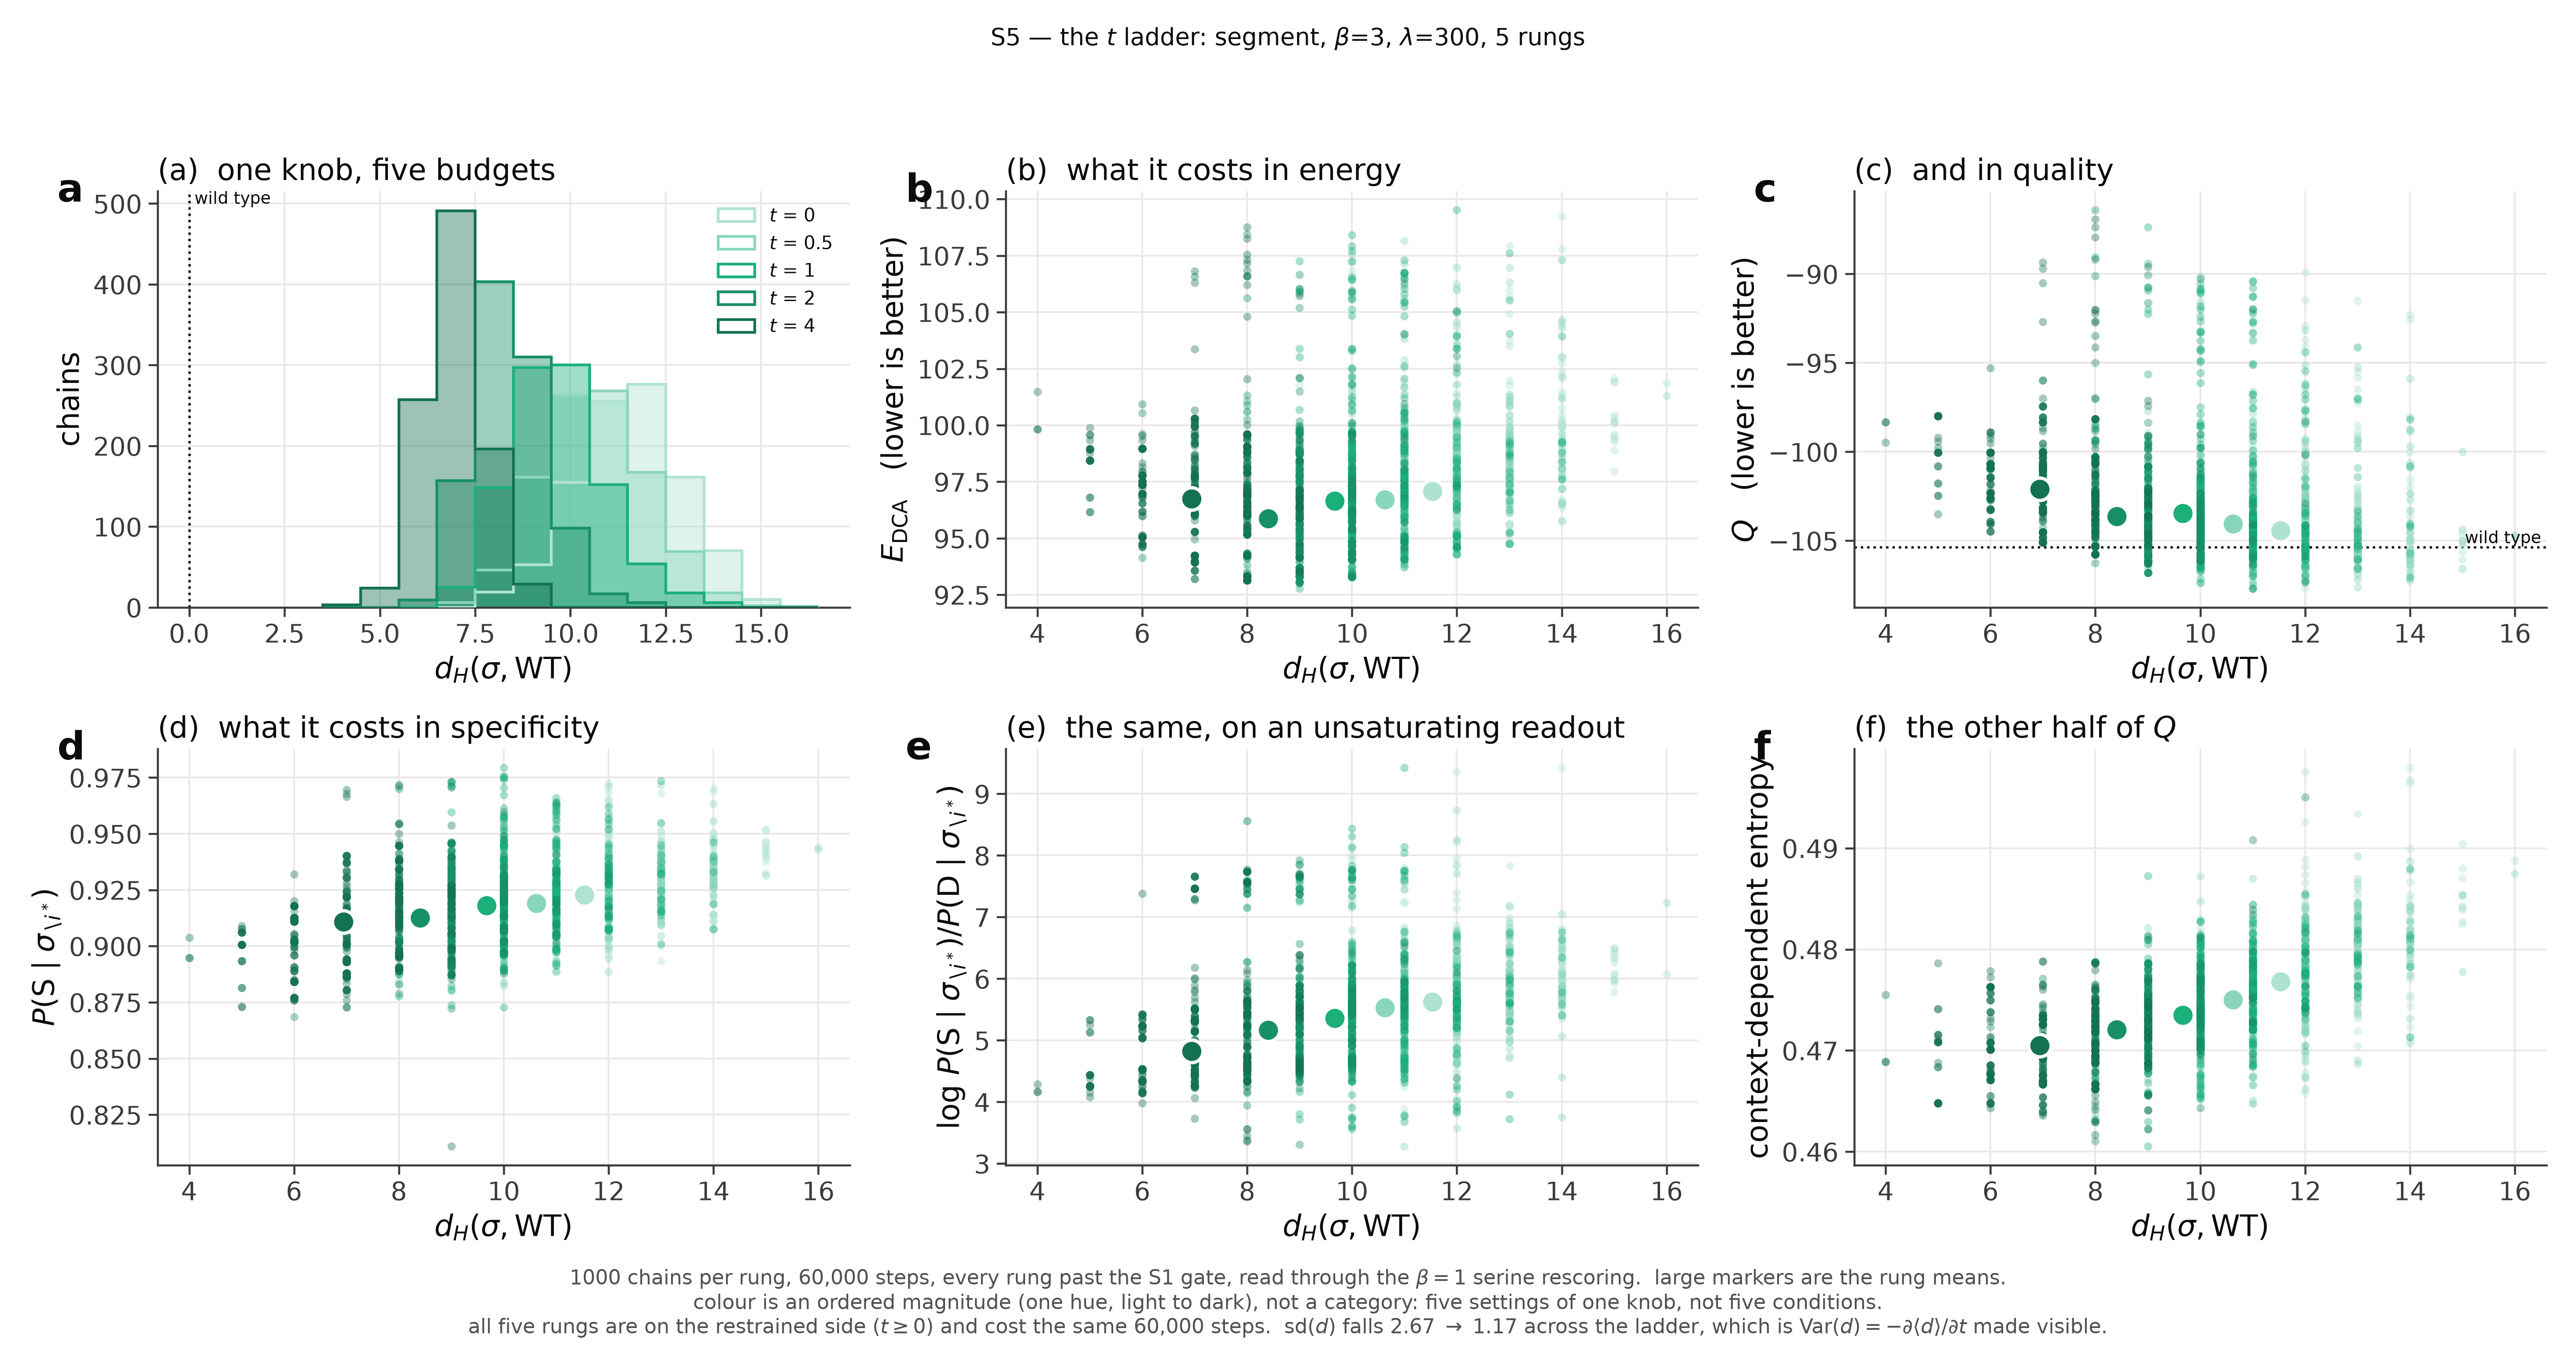 S5 — the t ladder: segment, β=3, λ=300, 5 rungs
a
(a) one knob, five budgets
wild type
t = 0
t = 0.5
t = 1
t = 2
t = 4
chains
500
400
300
200
100
0
0.0 2.5 5.0 7.5 10.0 12.5 15.0
d_H(σ, WT)
b
(b) what it costs in energy
E_DCA (lower is better)
110.0
107.5
105.0
102.5
100.0
97.5
95.0
92.5
4 6 8 10 12 14 16
d_H(σ, WT)
c
(c) and in quality
Q (lower is better)
−90
−95
−100
−105
wild type
4 6 8 10 12 14 16
d_H(σ, WT)
d
(d) what it costs in specificity
P(S | σ_\i*)
0.975
0.950
0.925
0.900
0.875
0.850
0.825
4 6 8 10 12 14 16
d_H(σ, WT)
e
(e) the same, on an unsaturating readout
log P(S | σ_\i*)/P(D | σ_\i*)
9
8
7
6
5
4
3
4 6 8 10 12 14 16
d_H(σ, WT)
f
(f) the other half of Q
context-dependent entropy
0.49
0.48
0.47
0.46
4 6 8 10 12 14 16
d_H(σ, WT)
1000 chains per rung, 60,000 steps, every rung past the S1 gate, read through the β = 1 serine rescoring. large markers are the rung means.
colour is an ordered magnitude (one hue, light to dark), not a category: five settings of one knob, not five conditions.
all five rungs are on the restrained side (t ≥ 0) and cost the same 60,000 steps. sd(d) falls 2.67 → 1.17 across the ladder, which is Var(d) = −∂⟨d⟩/∂t made visible.